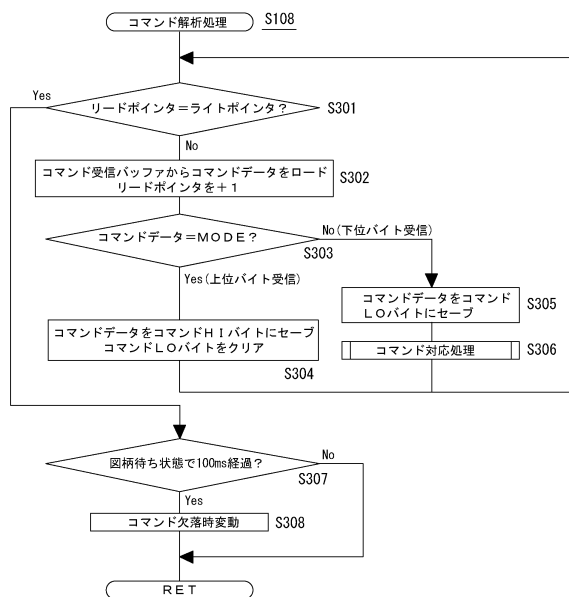 コマンド解析処理
S108
Yes
リードポインタ=ライトポインタ?
S301
No
コマンド受信バッファからコマンドデータをロード
リードポインタを+1
S302
コマンドデータ=MODE?
No(下位バイト受信)
S303
Yes(上位バイト受信)
コマンドデータをコマンド
LOバイトにセーブ
S305
コマンドデータをコマンドHIバイトにセーブ
コマンドLOバイトをクリア
S304
コマンド対応処理
S306
図柄待ち状態で100ms経過?
No
S307
Yes
コマンド欠落時変動
S308
RET